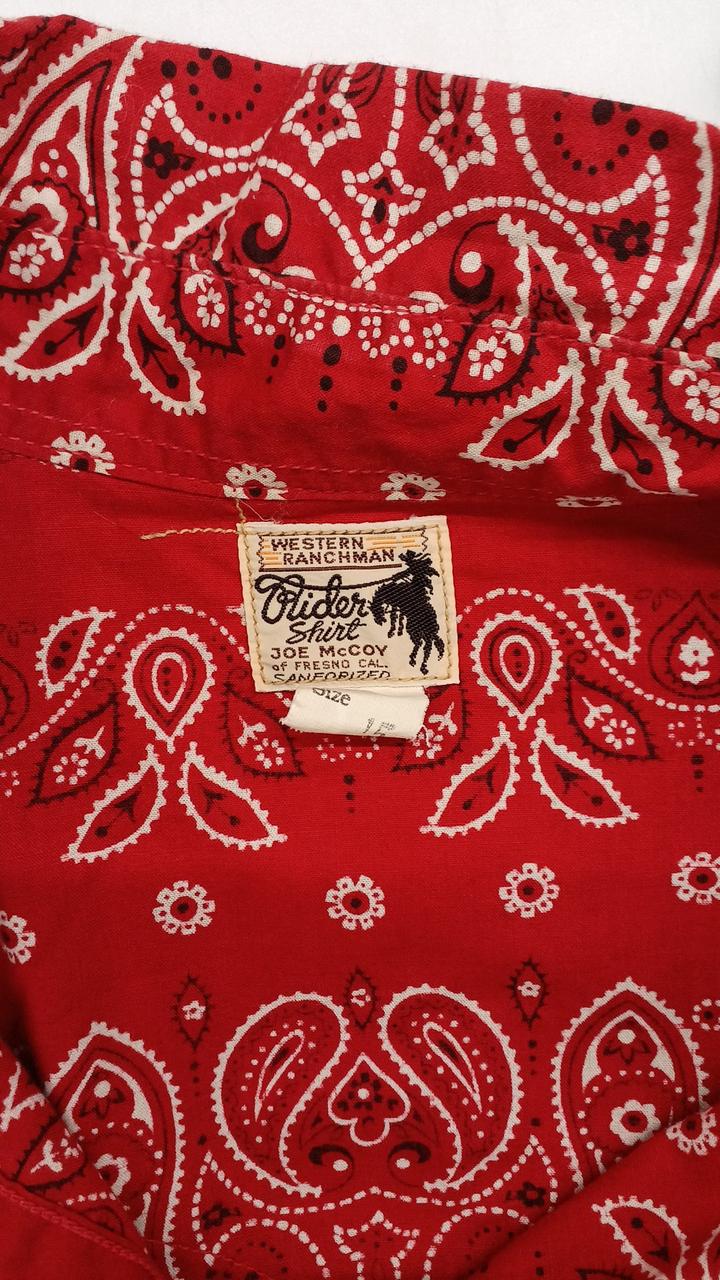 WESTERN
RANCHMAN
Rider
Shirt
JOE McCOY
of FRESNO CAL.
SANFORIZED
Size